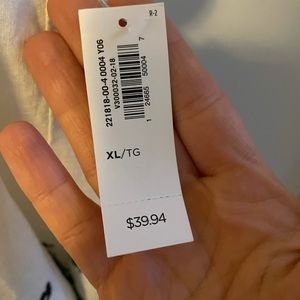 R-2
221818-00-4 0004 Y06
V300032-02-18
1 24665 50004 7
XL/TG
$39.94